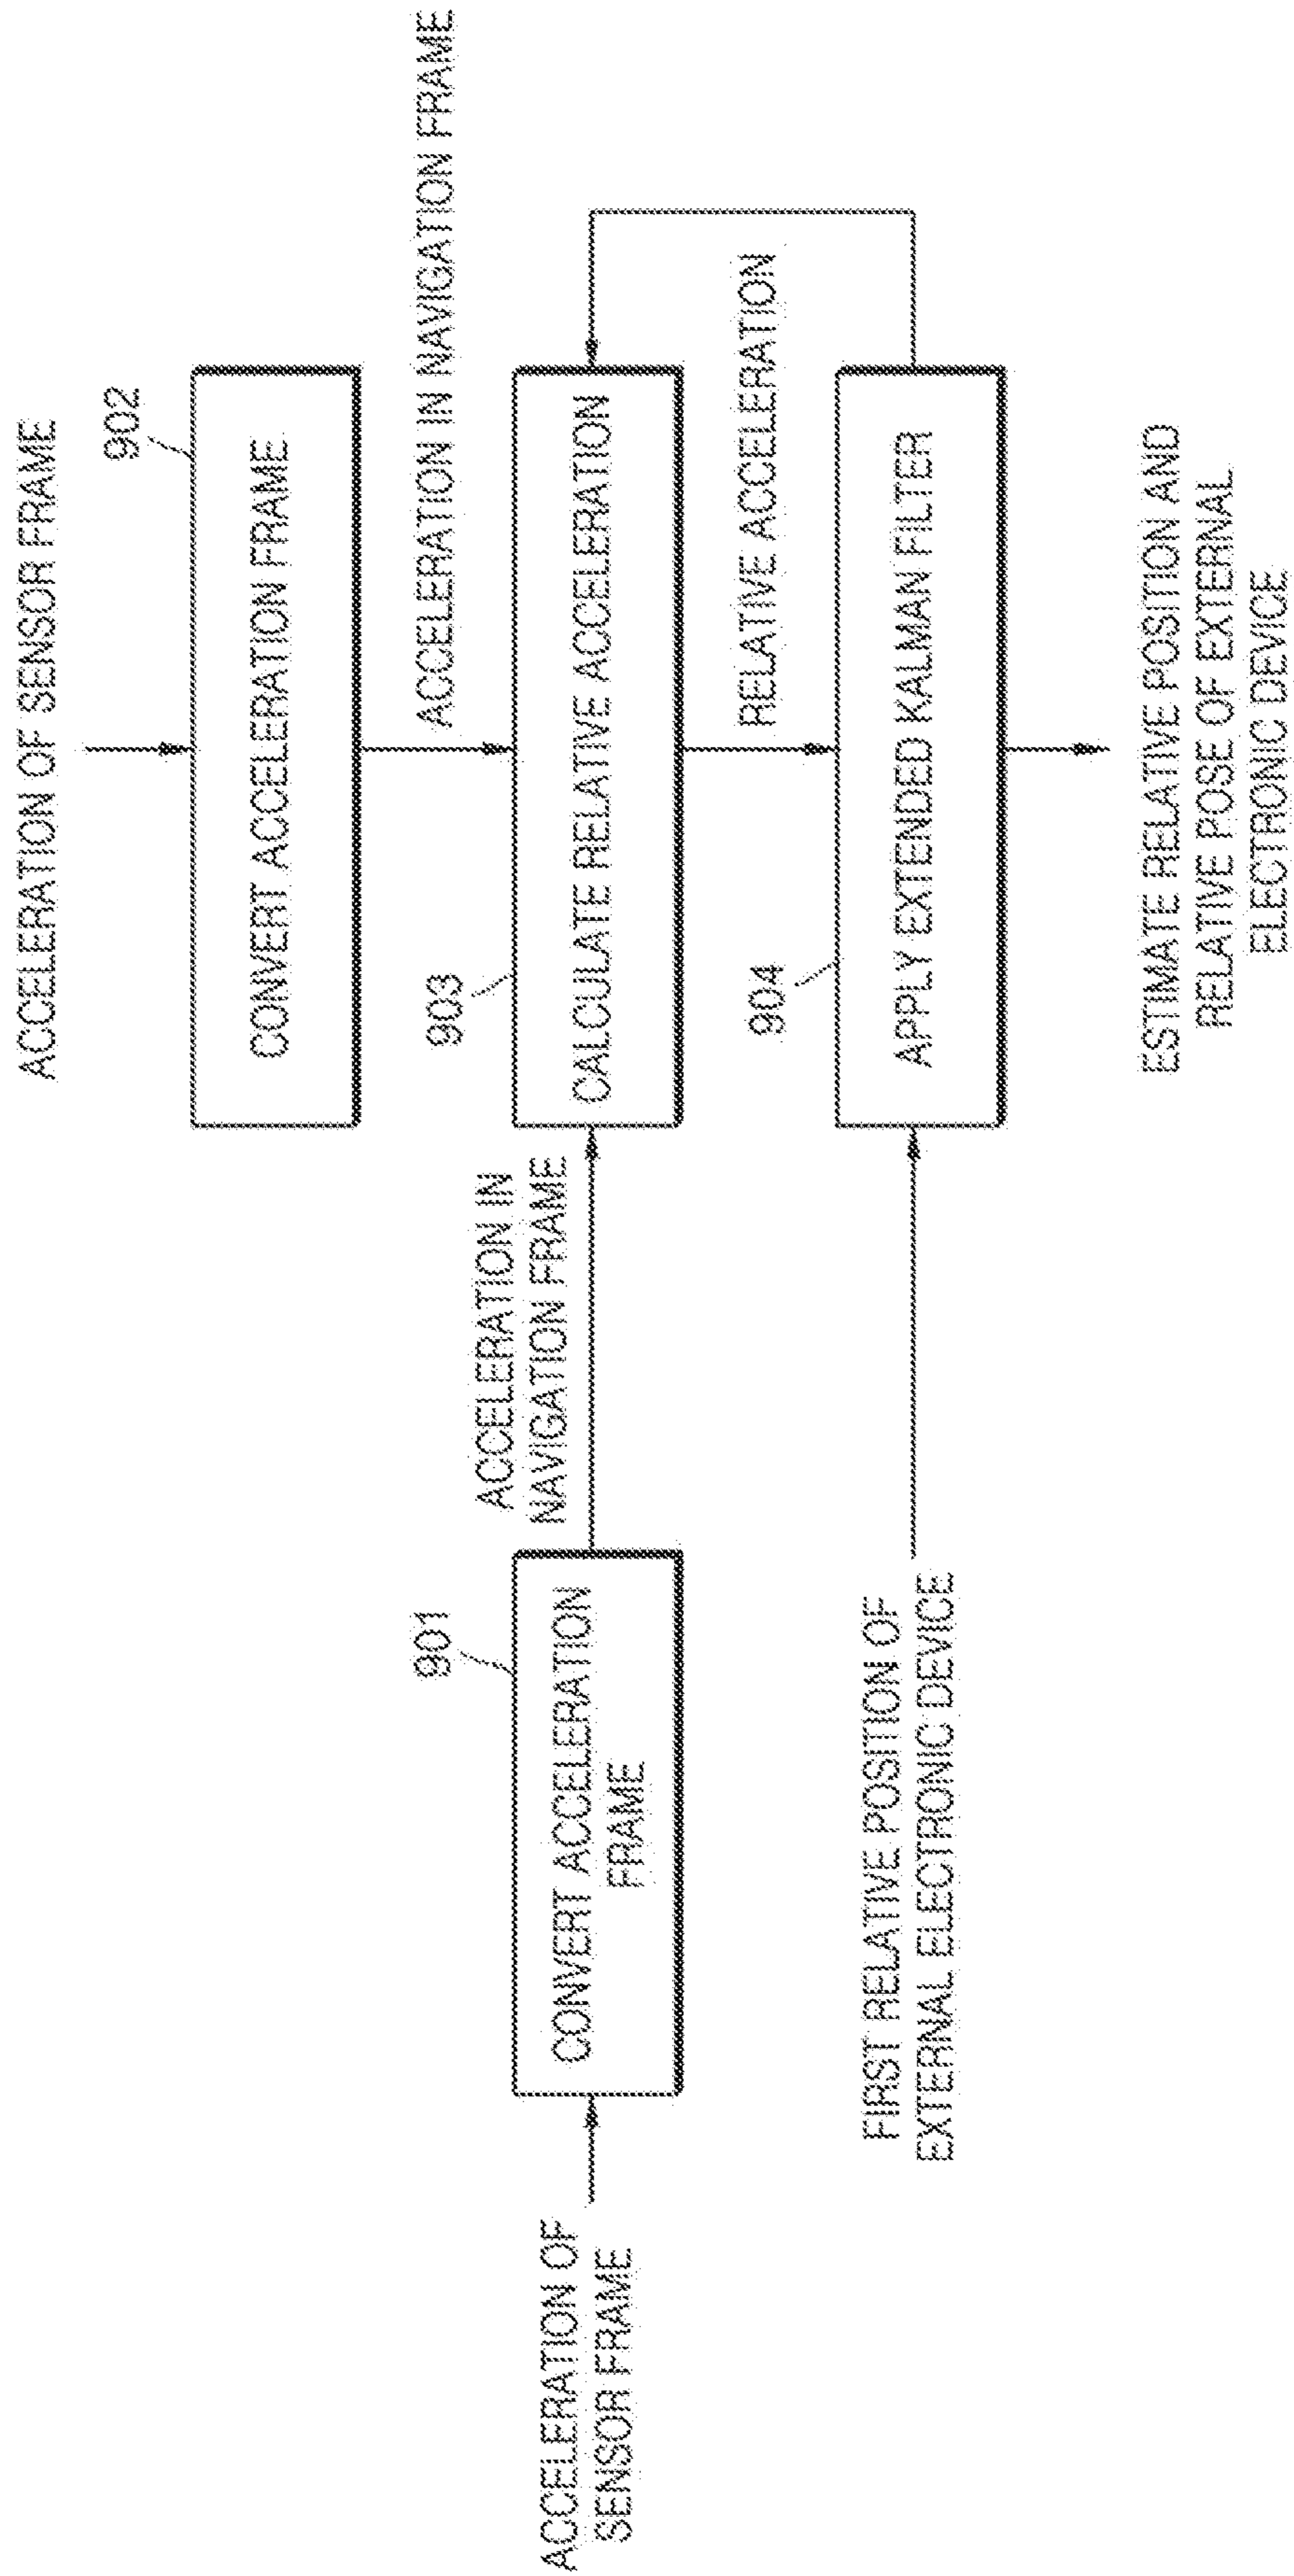 ACCELERATION OF
SENSOR FRAME
901
CONVERT ACCELERATION
FRAME
ACCELERATION IN
NAVIGATION FRAME
FIRST RELATIVE POSITION OF
EXTERNAL ELECTRONIC DEVICE
ACCELERATION OF SENSOR FRAME
902
CONVERT ACCELERATION FRAME
ACCELERATION IN NAVIGATION FRAME
903
CALCULATE RELATIVE ACCELERATION
RELATIVE ACCELERATION
904
APPLY EXTENDED KALMAN FILTER
ESTIMATE RELATIVE POSITION AND
RELATIVE POSE OF EXTERNAL
ELECTRONIC DEVICE